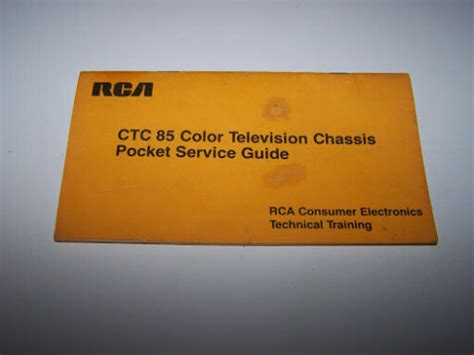 RCA
CTC 85 Color Television Chassis
Pocket Service Guide
RCA Consumer Electronics
Technical Training